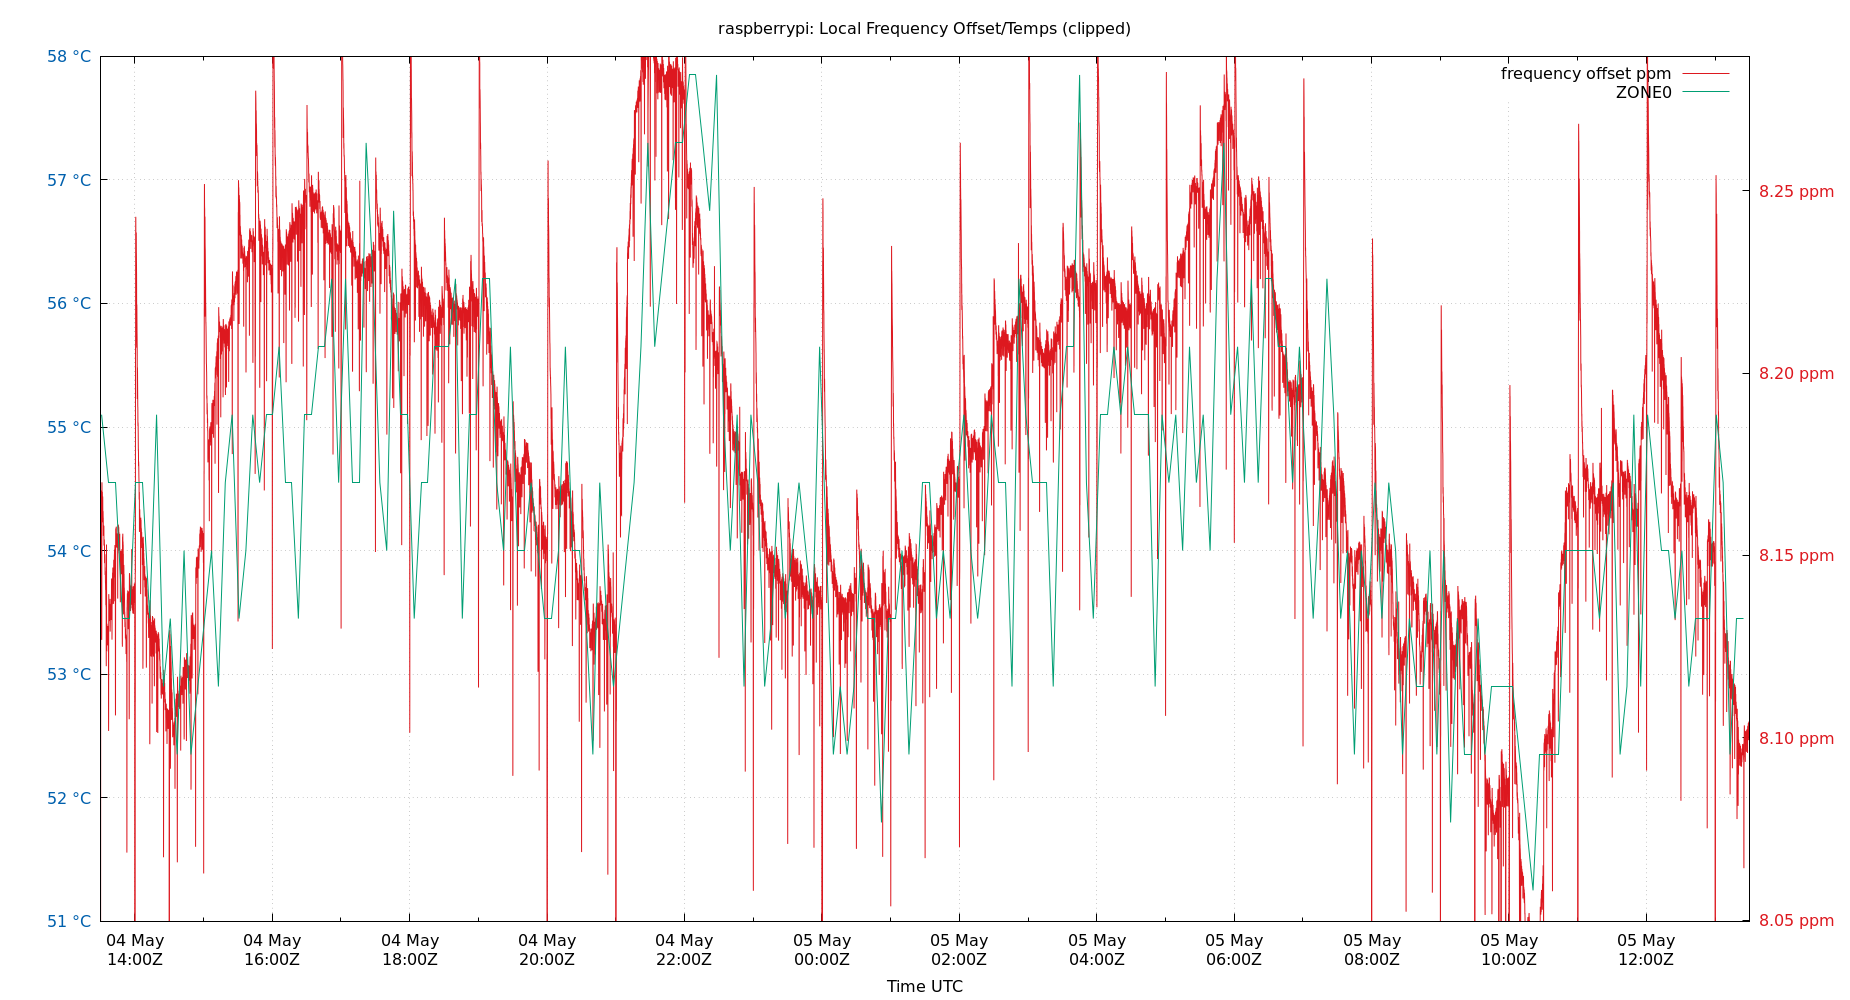 raspberrypi: Local Frequency Offset/Temps (clipped)
58 °C
57 °C
56 °C
55 °C
54 °C
53 °C
52 °C
51 °C
frequency offset ppm
ZONE0
8.25 ppm
8.20 ppm
8.15 ppm
8.10 ppm
8.05 ppm
04 May 04 May 04 May 04 May 04 May 05 May 05 May 05 May 05 May 05 May 05 May 05 May
14:00Z 16:00Z 18:00Z 20:00Z 22:00Z 00:00Z 02:00Z 04:00Z 06:00Z 08:00Z 10:00Z 12:00Z
Time UTC